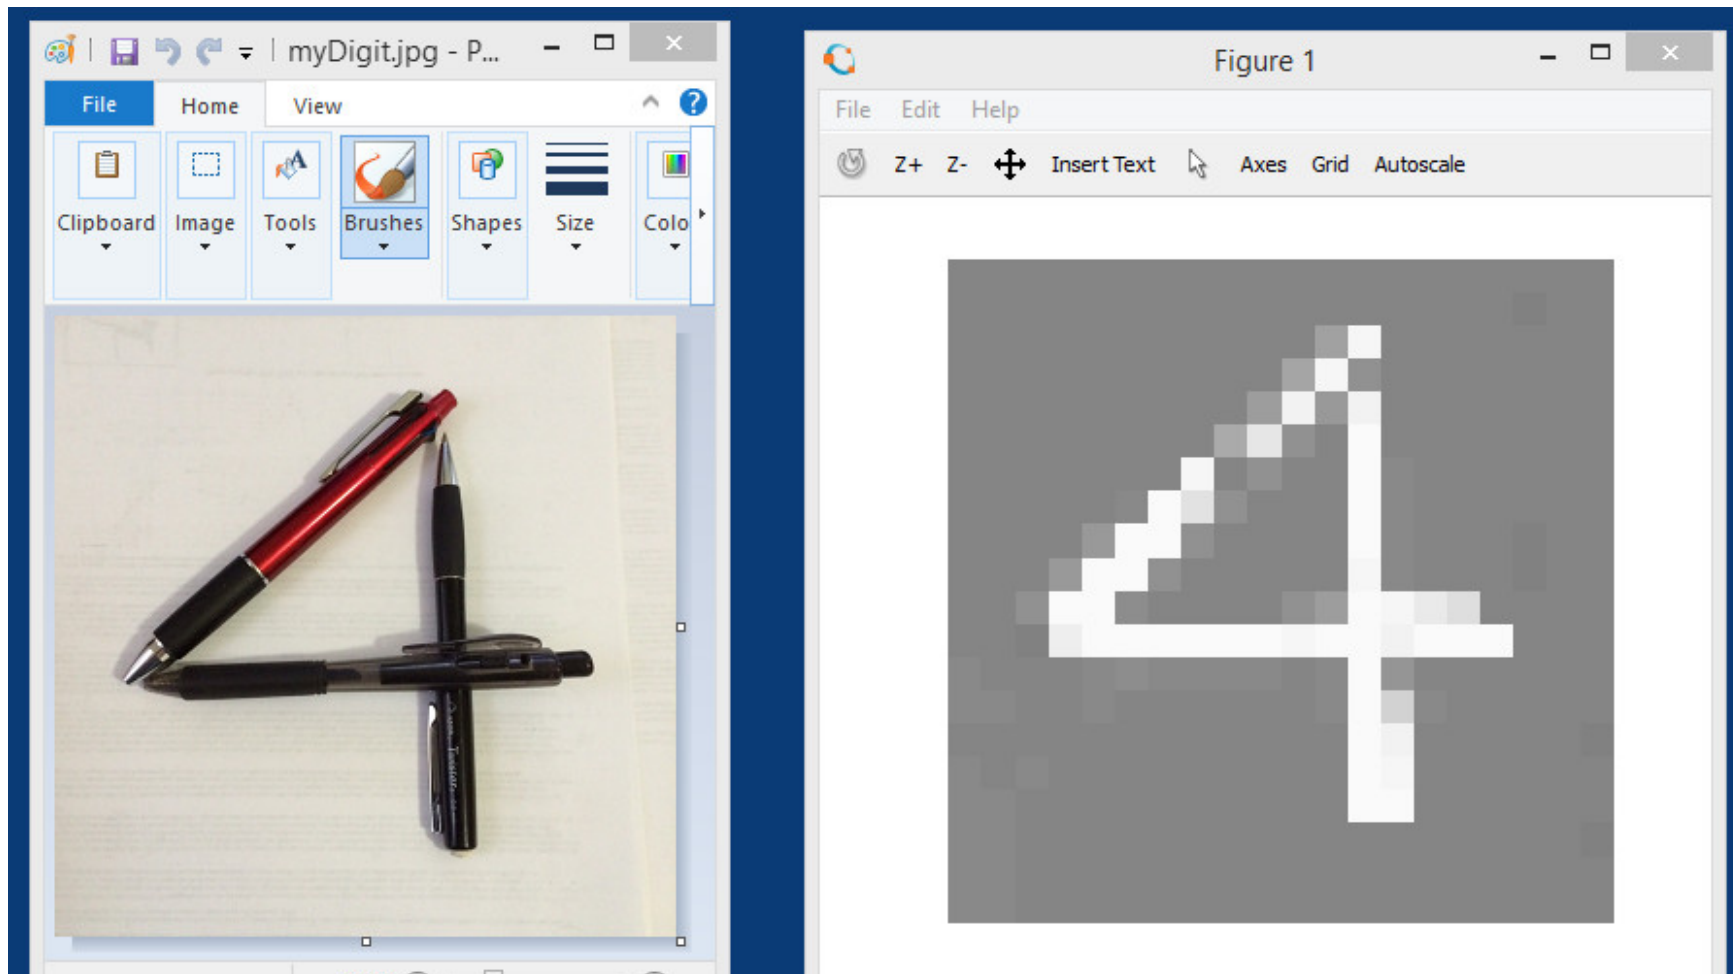 myDigit.jpg - P...
File Home View
Clipboard Image Tools Brushes Shapes Size Colo
Figure 1
File Edit Help
Z+ Z- Insert Text Axes Grid Autoscale